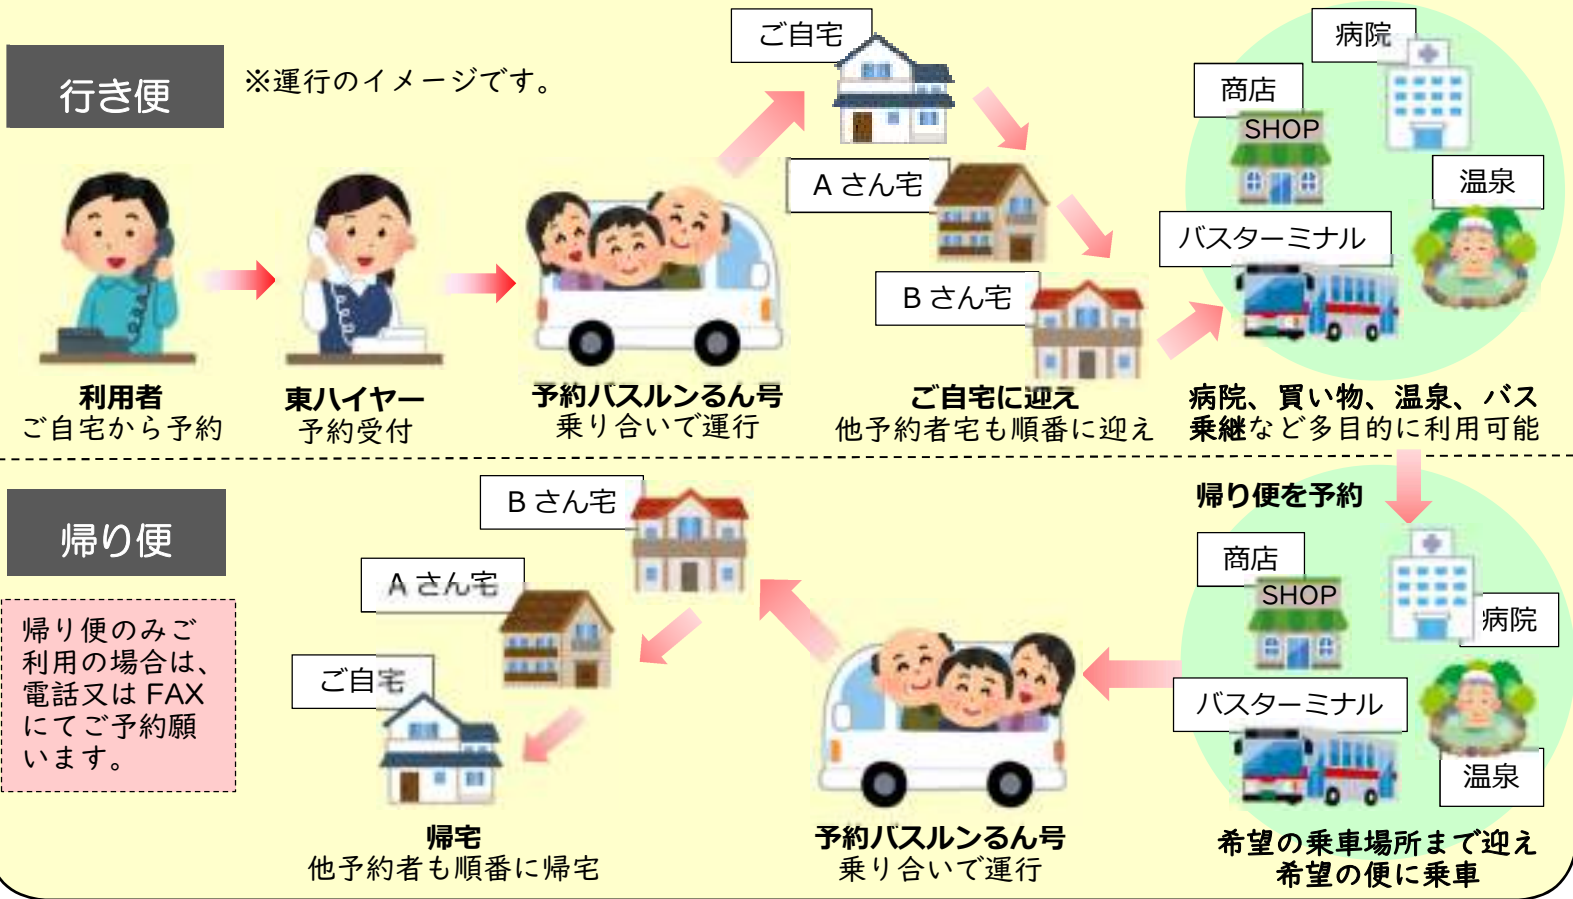 行き便
※運行のイメージです。
ご自宅
病院
商店
SHOP
A さん宅
温泉
バスターミナル
B さん宅
利用者
ご自宅から予約
東ハイヤー
予約受付
予約バスルンるん号
乗り合いで運行
ご自宅に迎え
他予約者宅も順番に迎え
病院、買い物、温泉、バス
乗継など多目的に利用可能
帰り便
帰り便を予約
B さん宅
A さん宅
ご自宅
商店
SHOP
病院
バスターミナル
温泉
帰り便のみご
利用の場合は、
電話又は FAX
にてご予約願
います。
帰宅
他予約者も順番に帰宅
予約バスルンるん号
乗り合いで運行
希望の乗車場所まで迎え
希望の便に乗車